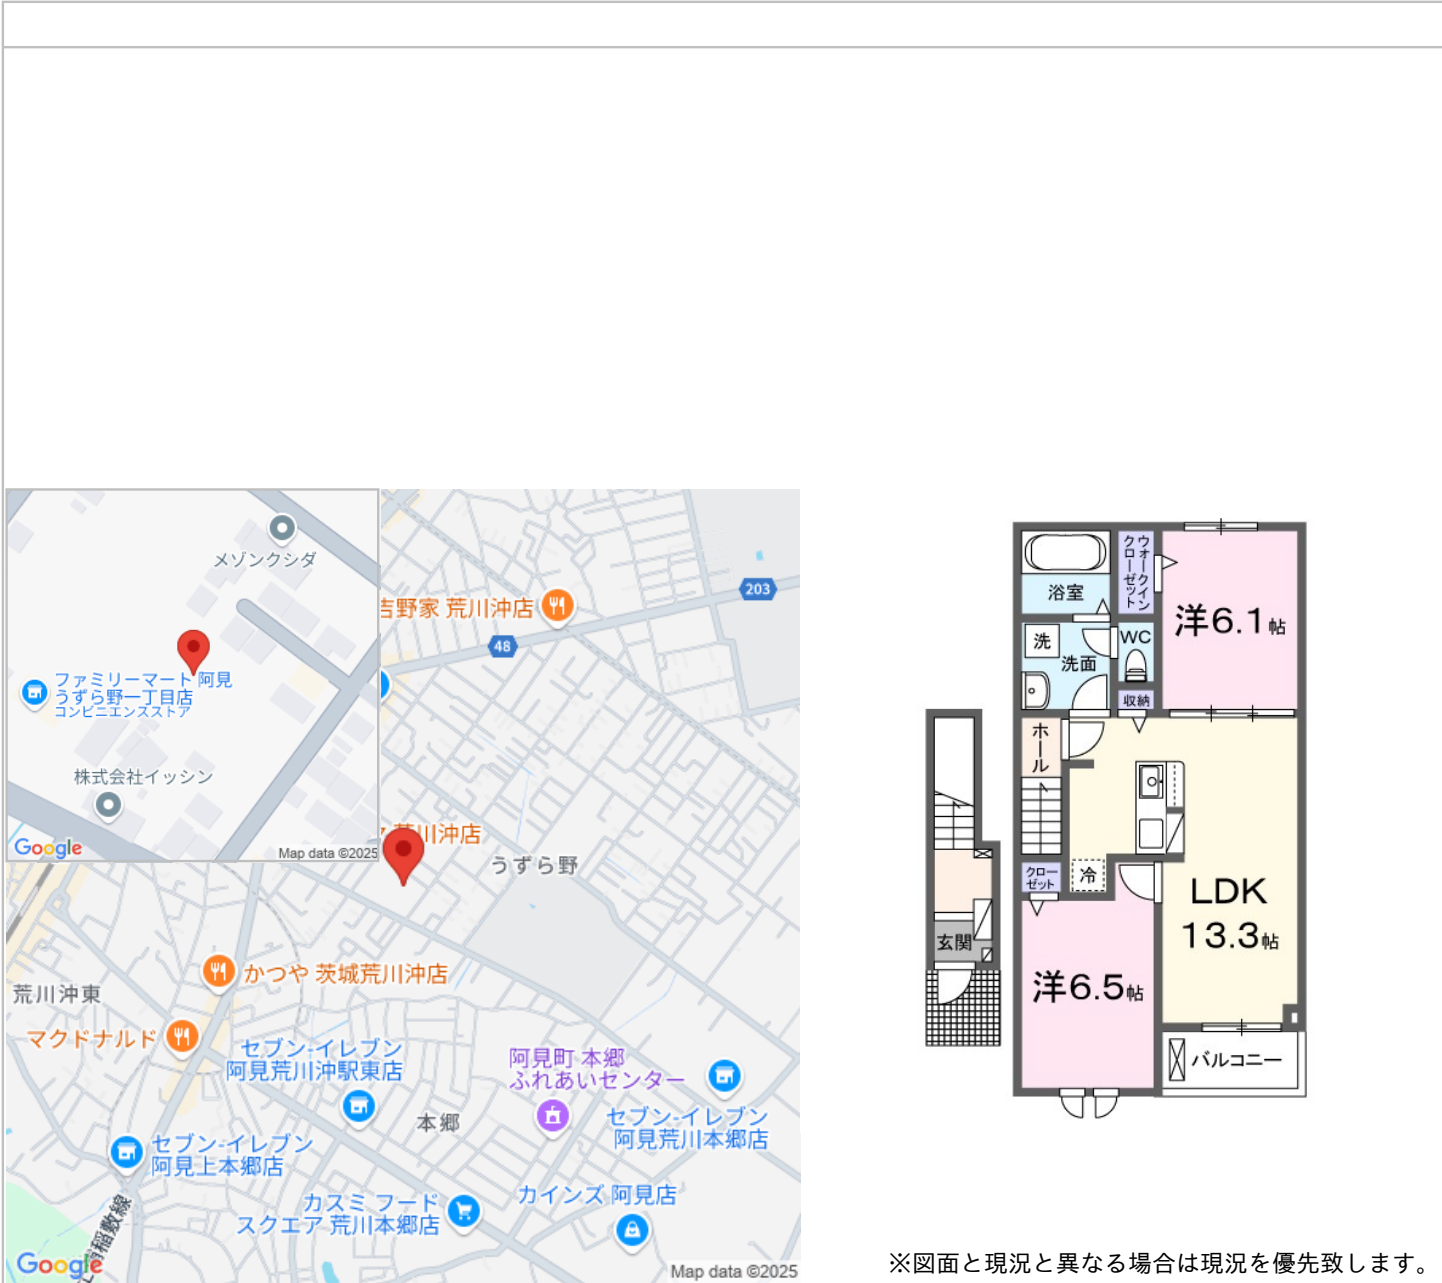 メゾンクシダ
ファミリーマート 阿見
うずら野一丁目店
コンビニエンスストア
株式会社イッシン
Google
Map data ©2025
203
吉野家 荒川沖店
48
荒川沖店
うずら野
かつや 茨城荒川沖店
荒川沖東
マクドナルド
セブン-イレブン
阿見荒川沖駅東店
阿見町 本郷
ふれあいセンター
本郷
セブン-イレブン
阿見荒川本郷店
セブン-イレブン
阿見上本郷店
カインズ 阿見店
カスミ フード
スクエア 荒川本郷店
稲敷線
Google
Map data ©2025
浴室
ウォークイン
クローゼット
洋6.1帖
洗
洗面
WC
収納
ホール
クロー
ゼット
冷
LDK
13.3帖
玄関
洋6.5帖
バルコニー
※図面と現況と異なる場合は現況を優先致します。